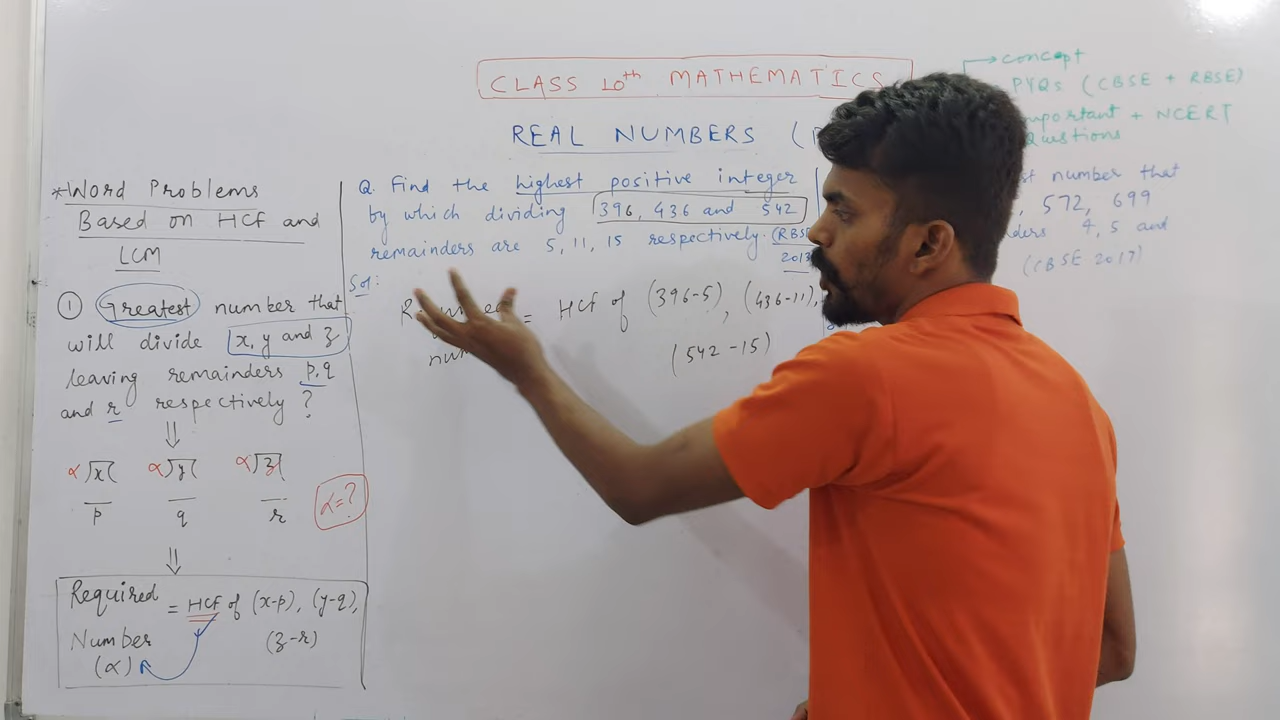 CLASS 10th MATHEMATICS
REAL NUMBERS (
concept
PYQs (CBSE + RBSE)
+ NCERT
*Word Problems
Based on HCF and
LCM
① Greatest number that
will divide x, y and z
leaving remainders p, q
and r respectively ?
⇓
α)x( α)y( α)z(
p q r
α=?
⇓
Required
= HCF of (x-p), (y-q),
Number (z-r)
(α)
Q. Find the highest positive integer
by which dividing 396, 436 and 542
remainders are 5, 11, 15 respectively. (RBSE
2013
Sol:
= HCF of (396-5), (436-11),
(542-15)
number that
, 572, 699
4, 5 and
(CBSE 2017)